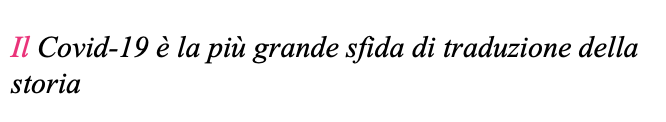 Il Covid-19 è la più grande sfida di traduzione della
storia